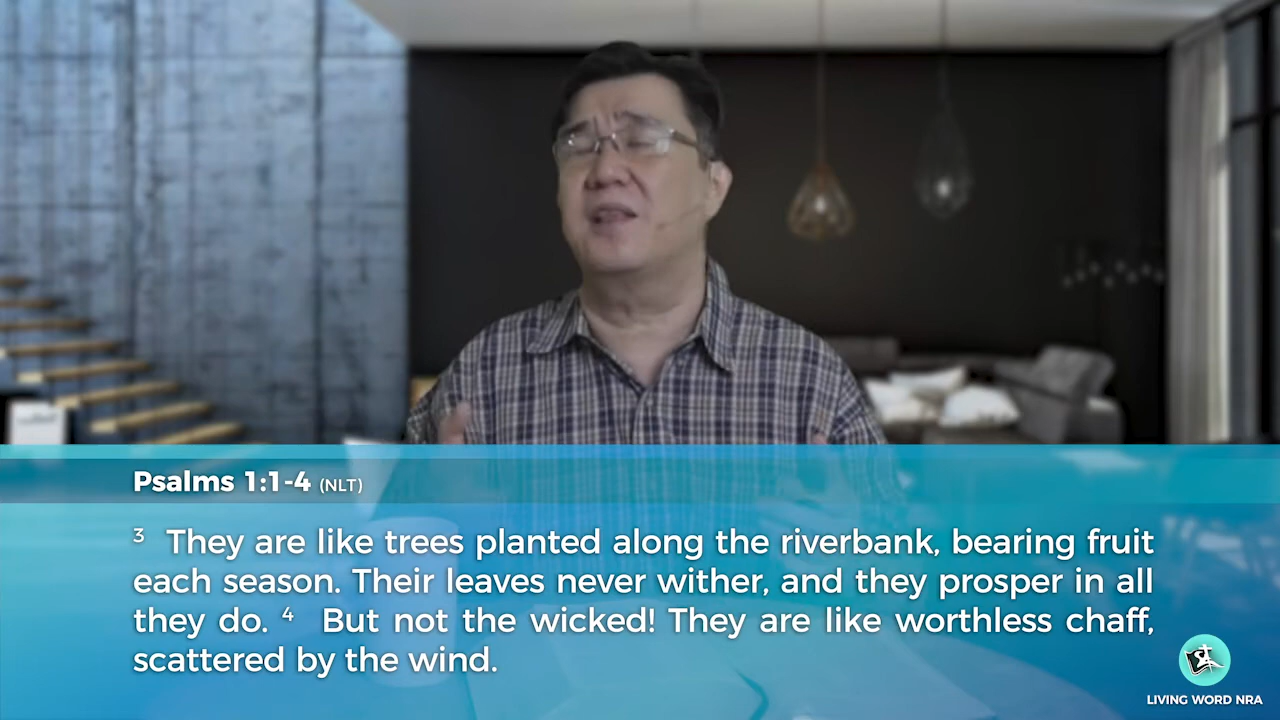 Psalms 1:1-4 (NLT)
3 They are like trees planted along the riverbank, bearing fruit
each season. Their leaves never wither, and they prosper in all
they do. 4 But not the wicked! They are like worthless chaff,
scattered by the wind.
LIVING WORD NRA